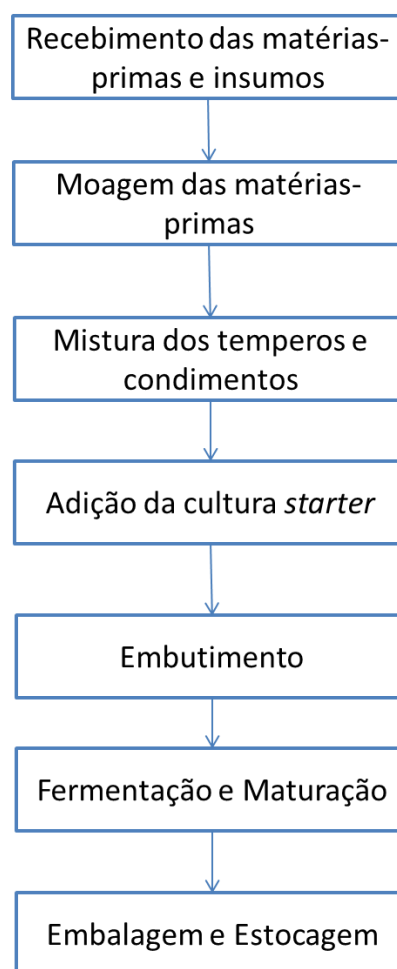 Recebimento das matérias-
primas e insumos
Moagem das matérias-
primas
Mistura dos temperos e
condimentos
Adição da cultura starter
Embutimento
Fermentação e Maturação
Embalagem e Estocagem